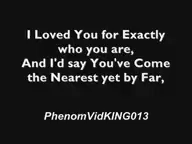 I Loved You for Exactly
who you are,
And I'd say You've Come
the Nearest yet by Far,
PhenomVidKING013